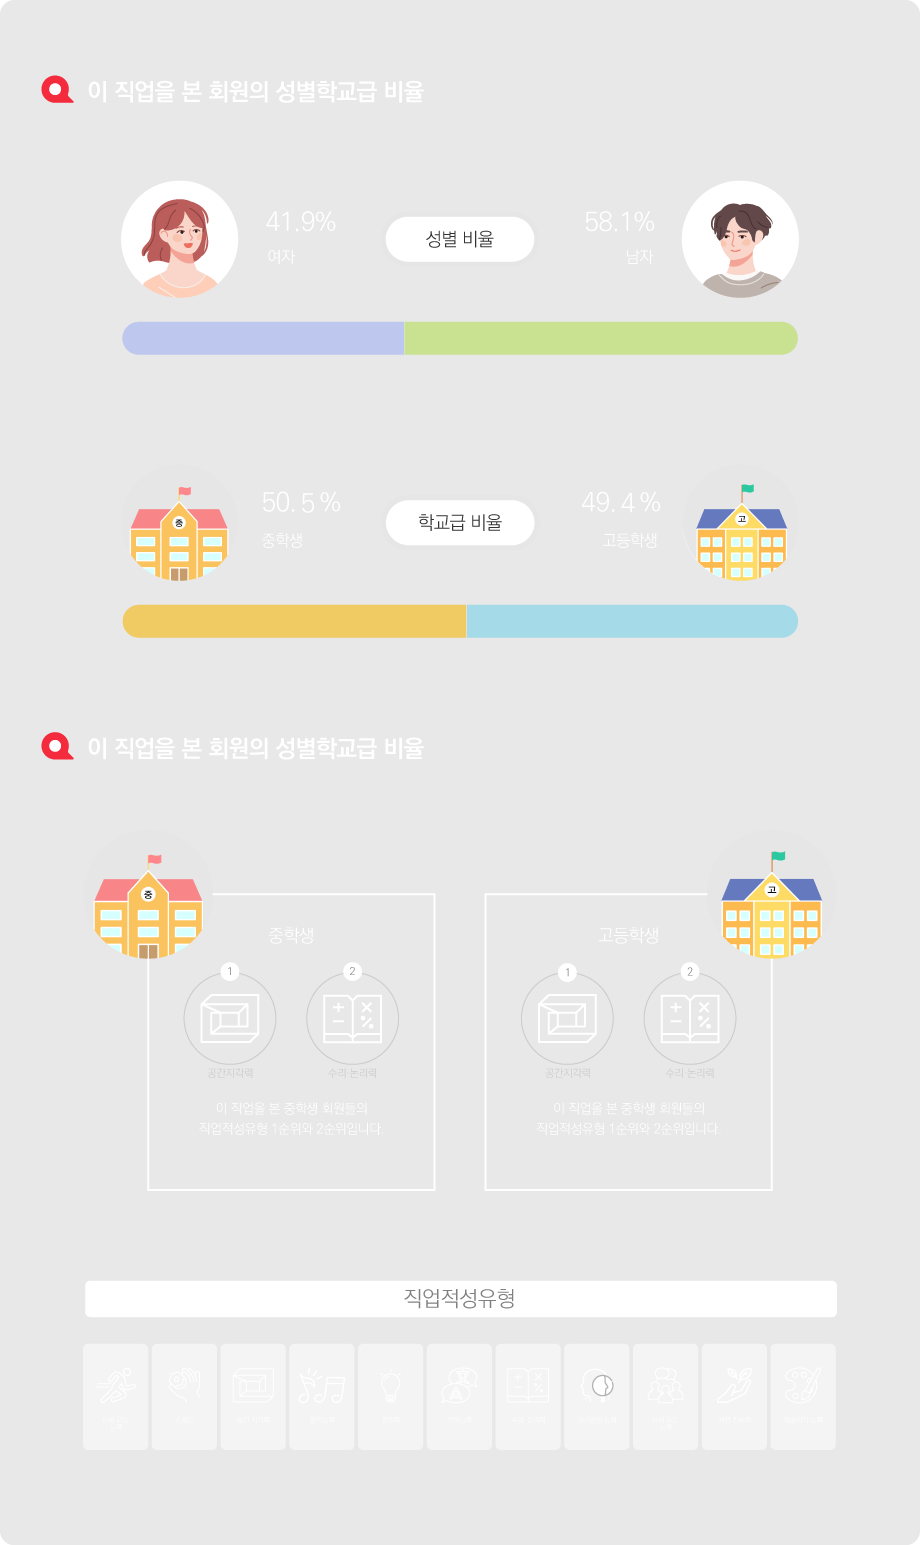 이 직업을 본 회원의 성별학교급 비율
41.9%
여자
성별 비율
58.1%
남자
50.5%
중학생
중
학교급 비율
49.4%
고등학생
고
이 직업을 본 회원의 성별학교급 비율
중
중학생
1
2
공간지각력
수리 논리력
이 직업을 본 중학생 회원들의
직업적성유형 1순위와 2순위입니다
고
고등학생
1
2
공간지각력
수리 논리력
이 직업을 본 중학생 회원들의
직업적성유형 1순위와 2순위입니다.
직업적성유형